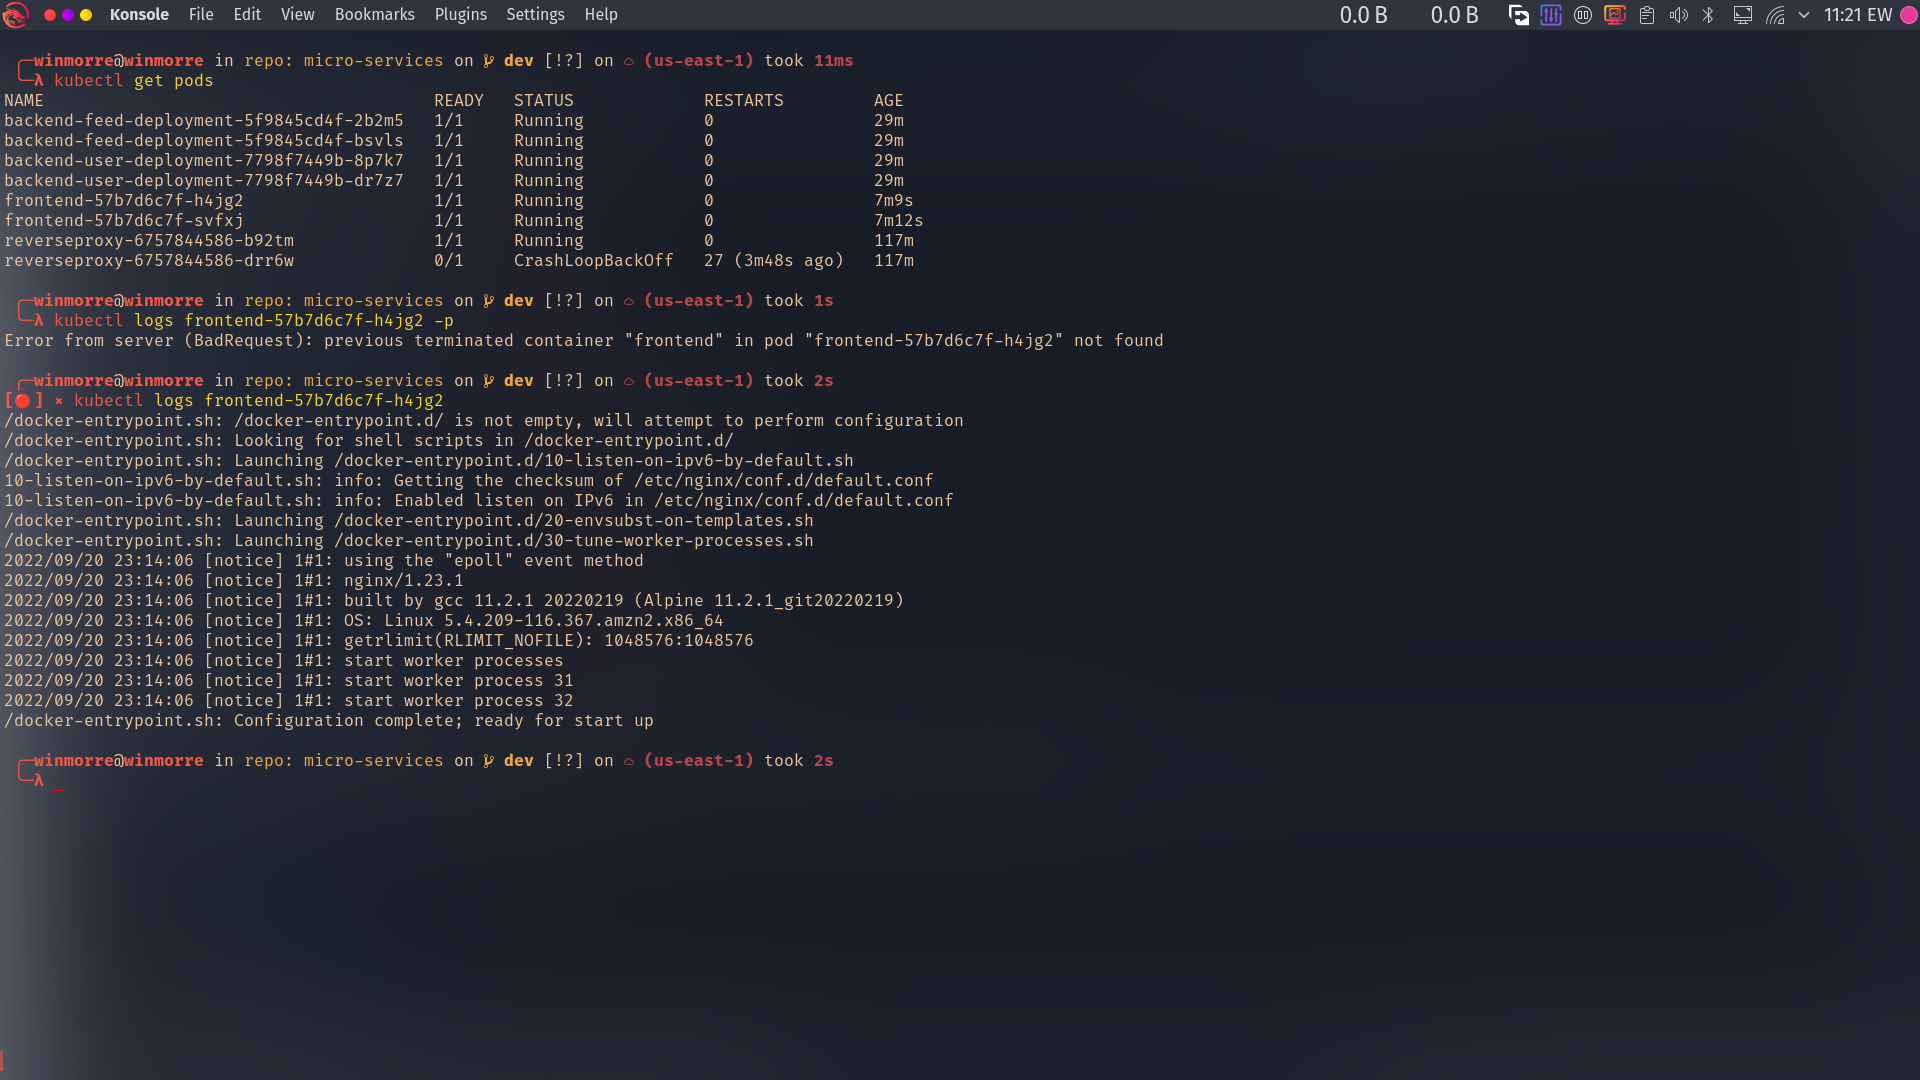 Konsole File Edit View Bookmarks Plugins Settings Help 0.0 B 0.0 B 11:21 EW
winmorre@winmorre in repo: micro-services on dev [!?] on (us-east-1) took 11ms
λ kubectl get pods
NAME READY STATUS RESTARTS AGE
backend-feed-deployment-5f9845cd4f-2b2m5 1/1 Running 0 29m
backend-feed-deployment-5f9845cd4f-bsvls 1/1 Running 0 29m
backend-user-deployment-7798f7449b-8p7k7 1/1 Running 0 29m
backend-user-deployment-7798f7449b-dr7z7 1/1 Running 0 29m
frontend-57b7d6c7f-h4jg2 1/1 Running 0 7m9s
frontend-57b7d6c7f-svfxj 1/1 Running 0 7m12s
reverseproxy-6757844586-b92tm 1/1 Running 0 117m
reverseproxy-6757844586-drr6w 0/1 CrashLoopBackOff 27 (3m48s ago) 117m
winmorre@winmorre in repo: micro-services on dev [!?] on (us-east-1) took 1s
λ kubectl logs frontend-57b7d6c7f-h4jg2 -p
Error from server (BadRequest): previous terminated container "frontend" in pod "frontend-57b7d6c7f-h4jg2" not found
winmorre@winmorre in repo: micro-services on dev [!?] on (us-east-1) took 2s
[🔴] × kubectl logs frontend-57b7d6c7f-h4jg2
/docker-entrypoint.sh: /docker-entrypoint.d/ is not empty, will attempt to perform configuration
/docker-entrypoint.sh: Looking for shell scripts in /docker-entrypoint.d/
/docker-entrypoint.sh: Launching /docker-entrypoint.d/10-listen-on-ipv6-by-default.sh
10-listen-on-ipv6-by-default.sh: info: Getting the checksum of /etc/nginx/conf.d/default.conf
10-listen-on-ipv6-by-default.sh: info: Enabled listen on IPv6 in /etc/nginx/conf.d/default.conf
/docker-entrypoint.sh: Launching /docker-entrypoint.d/20-envsubst-on-templates.sh
/docker-entrypoint.sh: Launching /docker-entrypoint.d/30-tune-worker-processes.sh
2022/09/20 23:14:06 [notice] 1#1: using the "epoll" event method
2022/09/20 23:14:06 [notice] 1#1: nginx/1.23.1
2022/09/20 23:14:06 [notice] 1#1: built by gcc 11.2.1 20220219 (Alpine 11.2.1_git20220219)
2022/09/20 23:14:06 [notice] 1#1: OS: Linux 5.4.209-116.367.amzn2.x86_64
2022/09/20 23:14:06 [notice] 1#1: getrlimit(RLIMIT_NOFILE): 1048576:1048576
2022/09/20 23:14:06 [notice] 1#1: start worker processes
2022/09/20 23:14:06 [notice] 1#1: start worker process 31
2022/09/20 23:14:06 [notice] 1#1: start worker process 32
/docker-entrypoint.sh: Configuration complete; ready for start up
winmorre@winmorre in repo: micro-services on dev [!?] on (us-east-1) took 2s
λ _